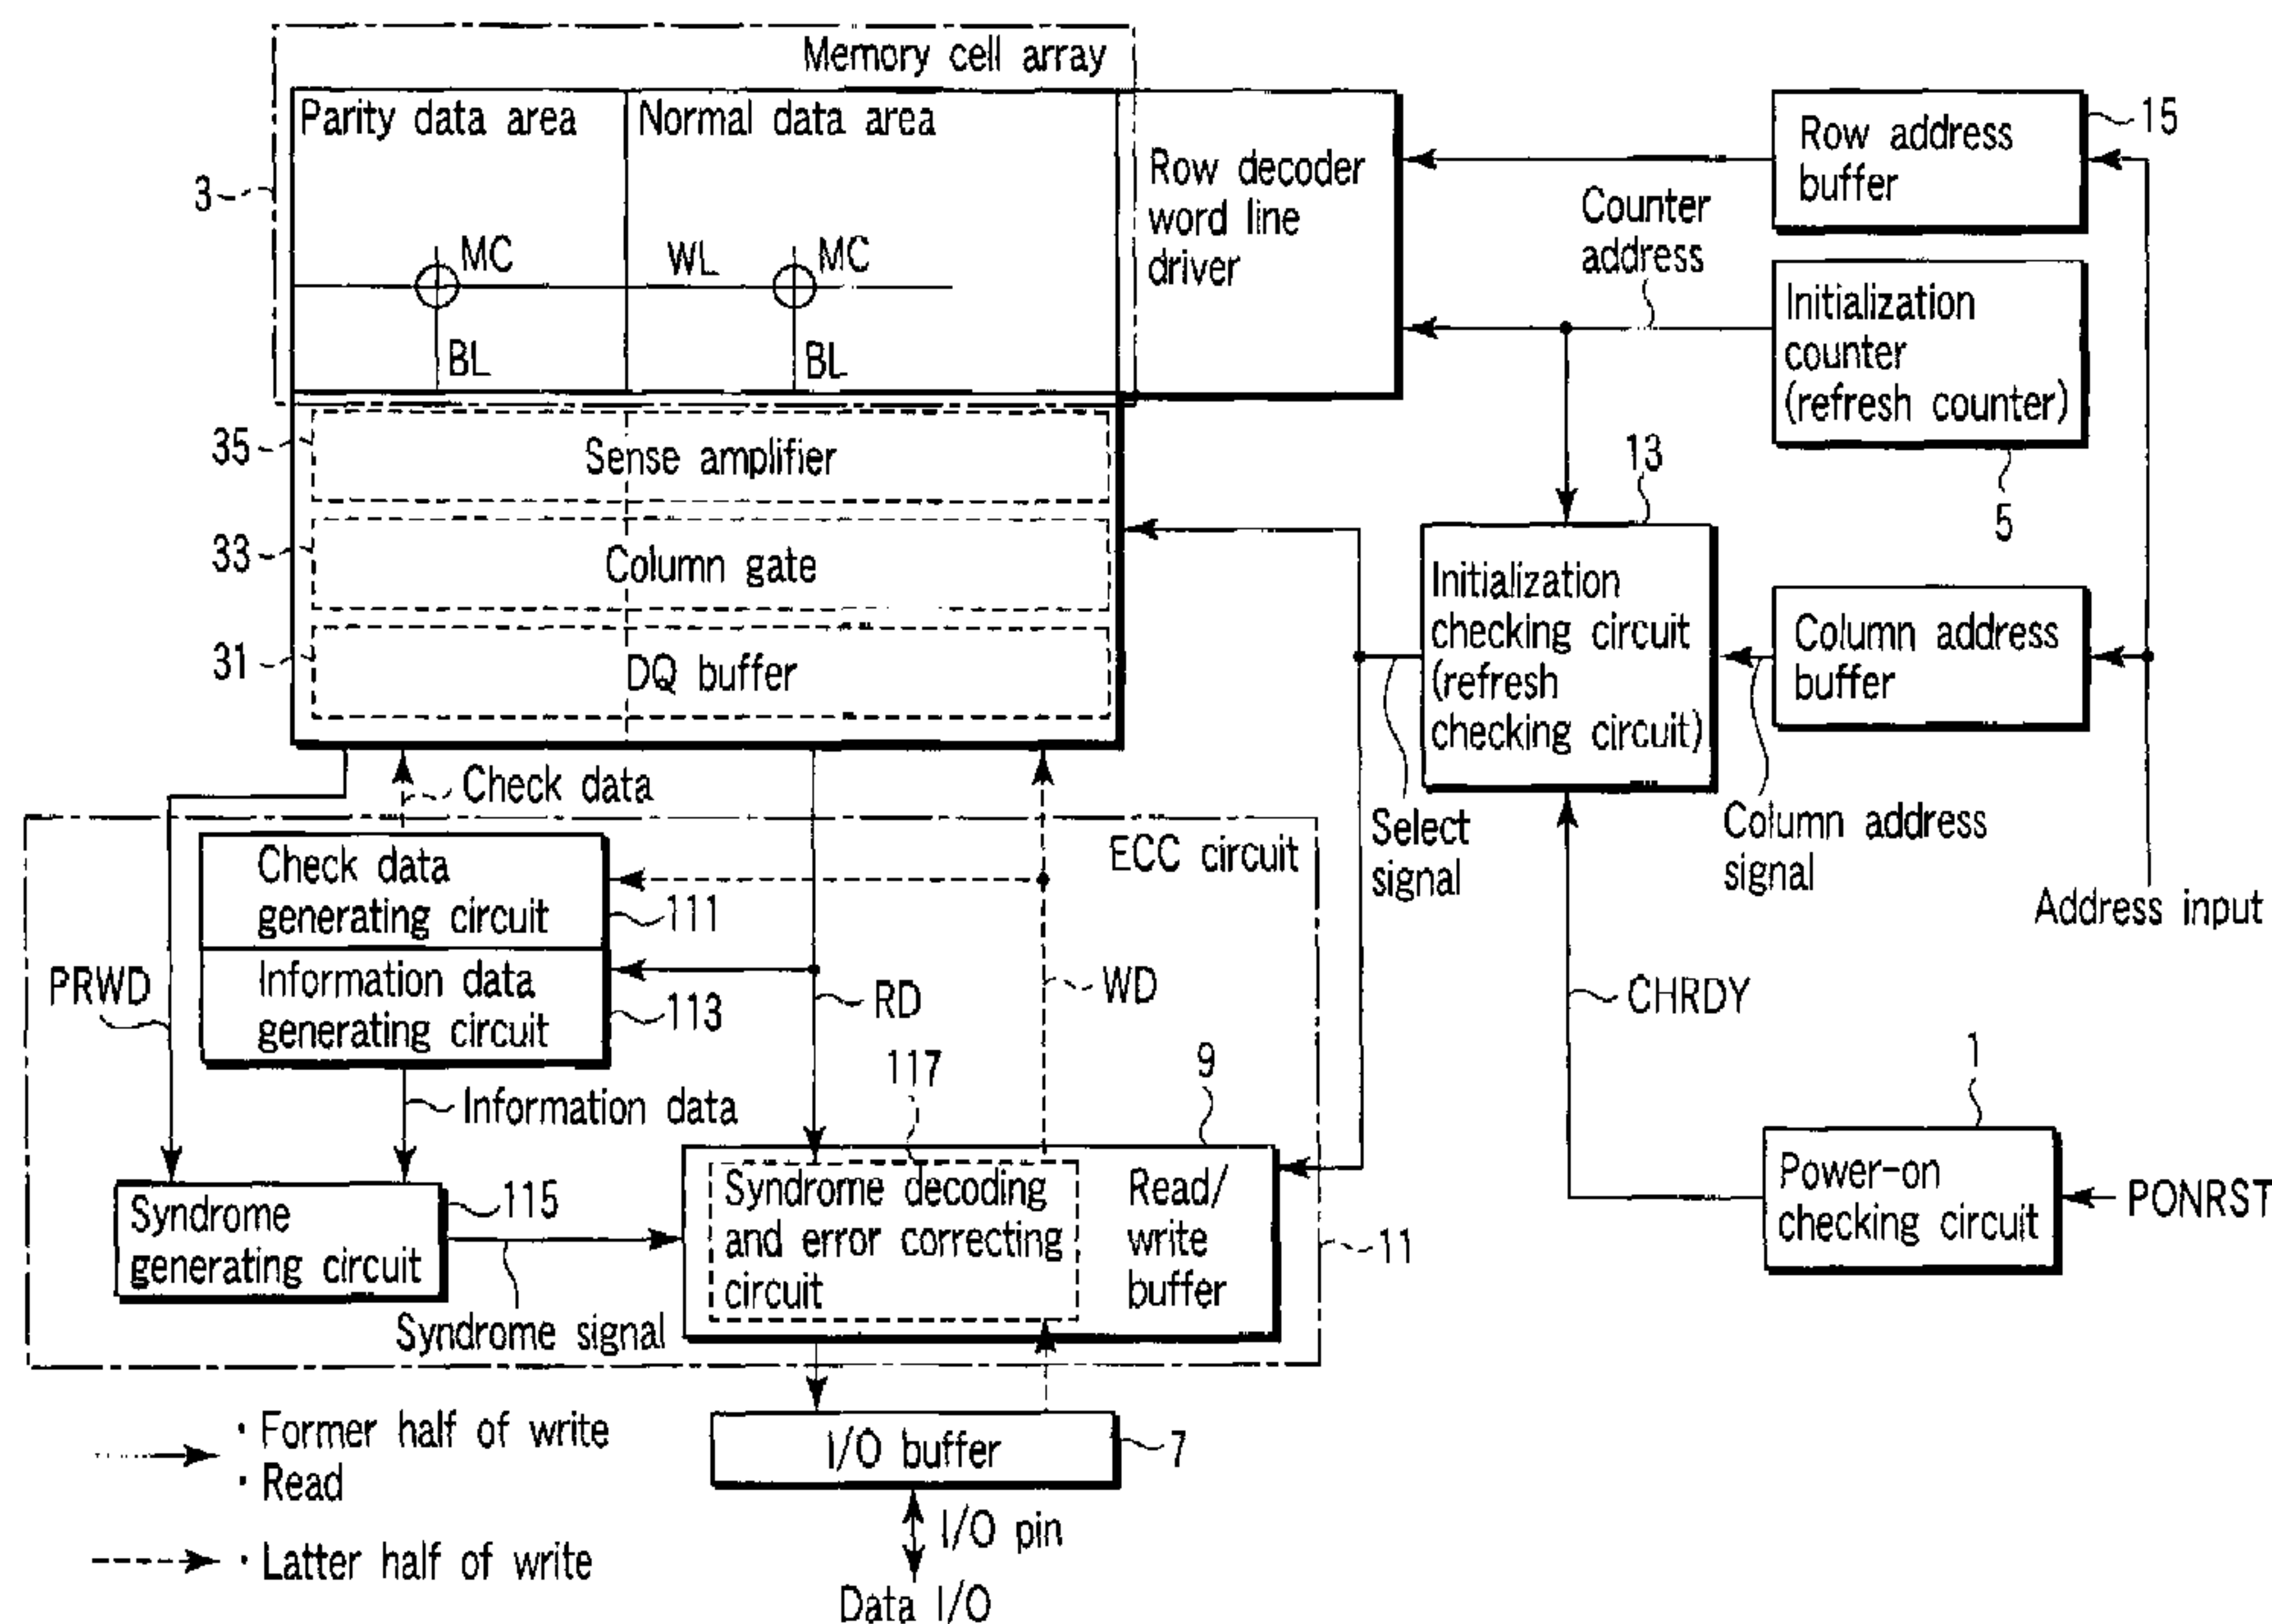 Memory cell array
Parity data area
Normal data area
3
MC
WL
MC
BL
BL
Row decoder
word line
driver
Counter
address
Row address
buffer
15
Initialization
counter
(refresh counter)
5
35
Sense amplifier
33
Column gate
31
DQ buffer
13
Initialization
checking circuit
(refresh
checking circuit)
Column address
buffer
Check data
Select
signal
Column address
signal
Address input
ECC circuit
Check data
generating circuit
111
Information data
generating circuit
113
PRWD
RD
WD
CHRDY
Information data
117
9
1
Syndrome
generating circuit
115
Syndrome decoding
and error correcting
circuit
Read/
write
buffer
11
Power-on
checking circuit
PONRST
Syndrome signal
· Former half of write
· Read
I/O buffer
7
I/O pin
· Latter half of write
Data I/O